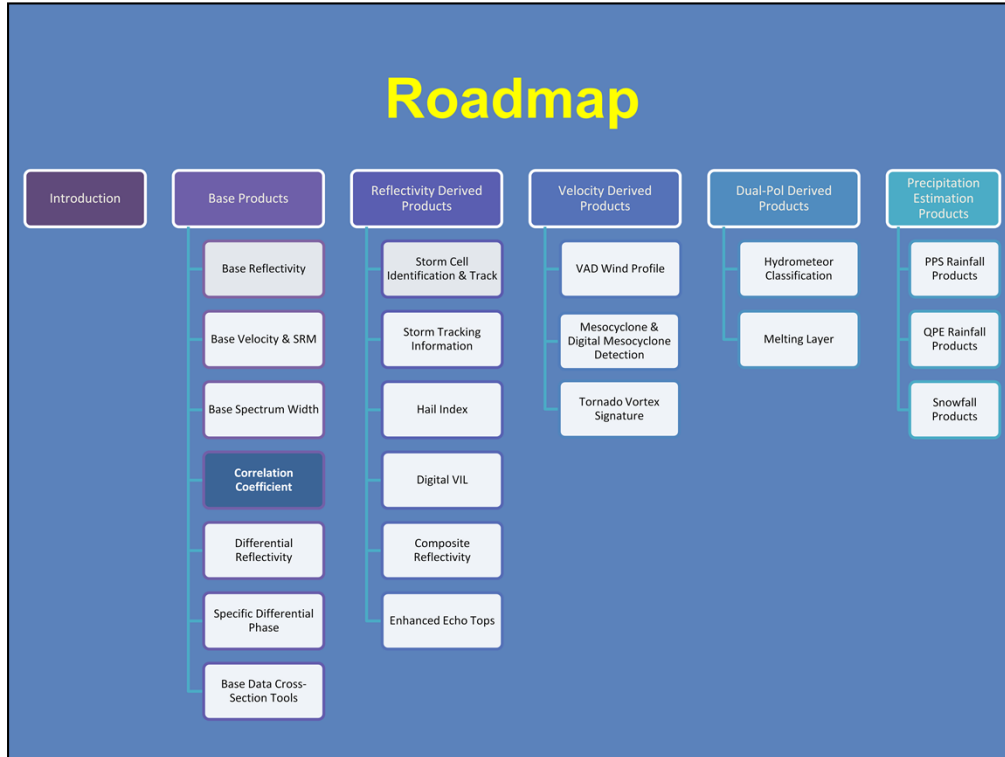 Roadmap
Introduction
Base Products
Base Reflectivity
Base Velocity & SRM
Base Spectrum Width
Correlation
Coefficient
Differential
Reflectivity
Specific Differential
Phase
Base Data Cross-
Section Tools
Reflectivity Derived
Products
Storm Cell
Identification & Track
Storm Tracking
Information
Hail Index
Digital VIL
Composite
Reflectivity
Enhanced Echo Tops
Velocity Derived
Products
VAD Wind Profile
Mesocyclone &
Digital Mesocyclone
Detection
Tornado Vortex
Signature
Dual-Pol Derived
Products
Hydrometeor
Classification
Melting Layer
Precipitation
Estimation
Products
PPS Rainfall
Products
QPE Rainfall
Products
Snowfall
Products